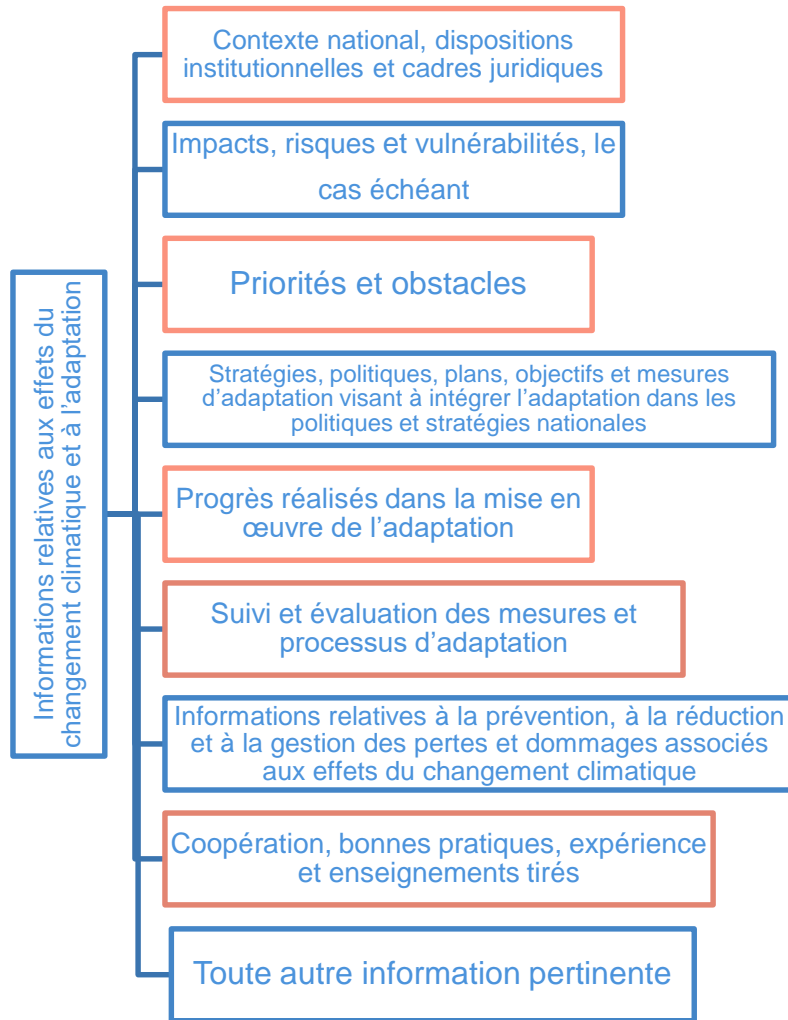 Informations relatives aux effets du
changement climatique et à l'adaptation
Contexte national, dispositions
institutionnelles et cadres juridiques
Impacts, risques et vulnérabilités, le
cas échéant
Priorités et obstacles
Stratégies, politiques, plans, objectifs et mesures
d'adaptation visant à intégrer l'adaptation dans les
politiques et stratégies nationales
Progrès réalisés dans la mise en
œuvre de l'adaptation
Suivi et évaluation des mesures et
processus d'adaptation
Informations relatives à la prévention, à la réduction
et à la gestion des pertes et dommages associés
aux effets du changement climatique
Coopération, bonnes pratiques, expérience
et enseignements tirés
Toute autre information pertinente